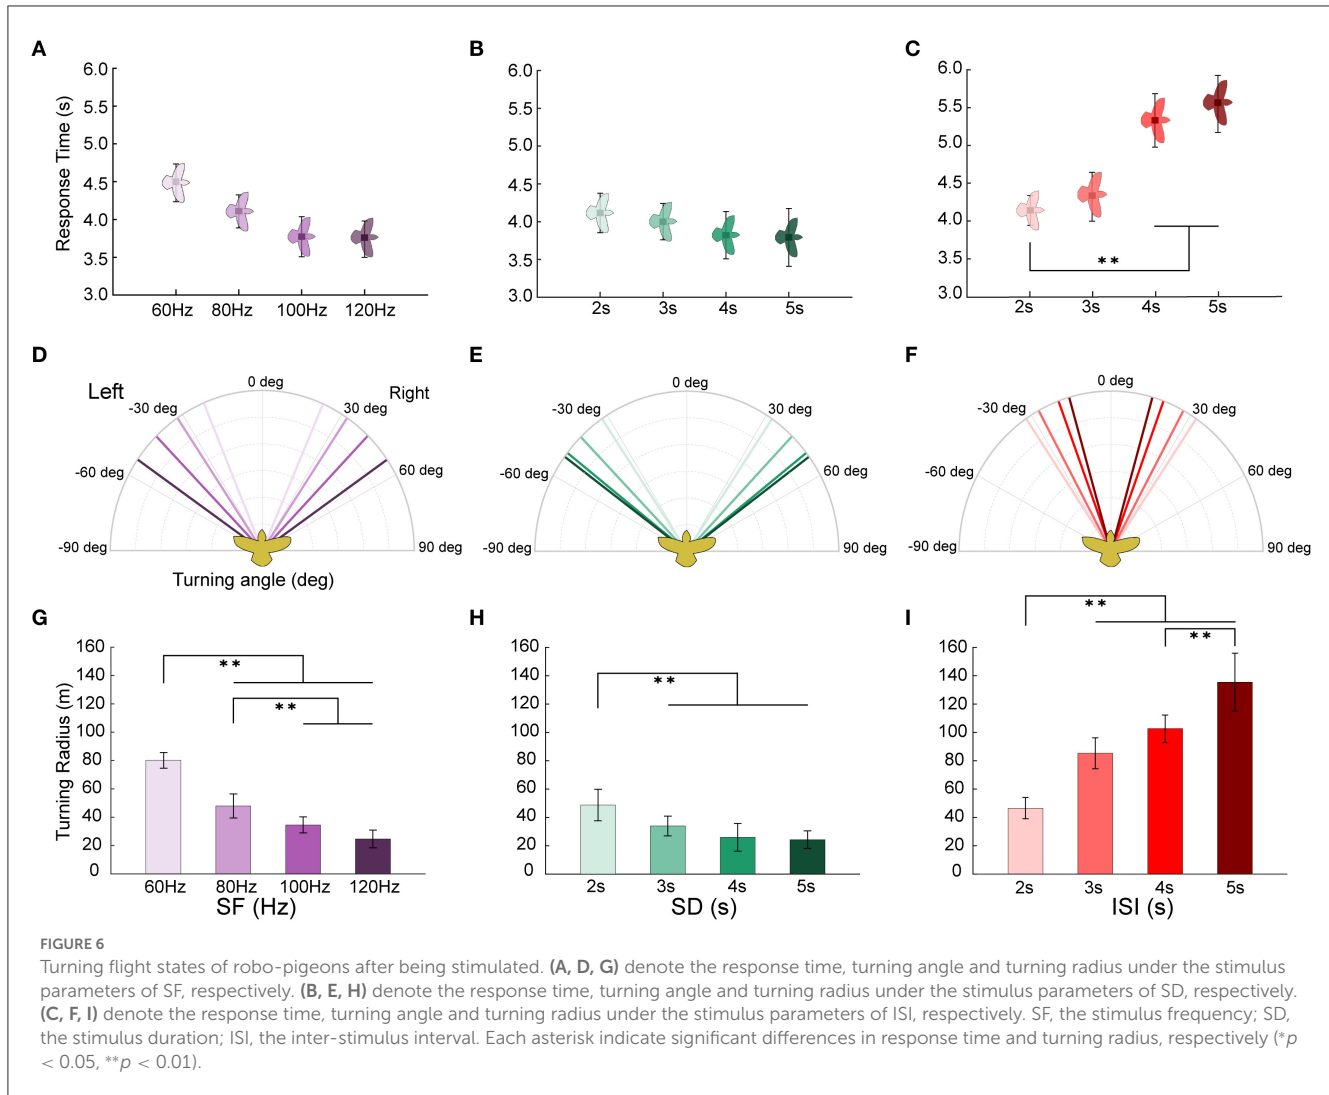 A
B
C
Response Time (s)
6.0
5.5
5.0
4.5
4.0
3.5
3.0
60Hz 80Hz 100Hz 120Hz
6.0
5.5
5.0
4.5
4.0
3.5
3.0
2s 3s 4s 5s
6.0
5.5
5.0
4.5
4.0
3.5
3.0
**
2s 3s 4s 5s
D
Left
Right
0 deg
-30 deg
30 deg
-60 deg
60 deg
-90 deg
90 deg
Turning angle (deg)
E
0 deg
-30 deg
30 deg
-60 deg
60 deg
-90 deg
90 deg
F
0 deg
-30 deg
30 deg
-60 deg
60 deg
-90 deg
90 deg
G
Turning Radius (m)
160
140
120
100
80
60
40
20
0
**
**
60Hz 80Hz 100Hz 120Hz
SF (Hz)
H
160
140
120
100
80
60
40
20
0
**
2s 3s 4s 5s
SD (s)
I
160
140
120
100
80
60
40
20
0
**
**
2s 3s 4s 5s
ISI (s)
FIGURE 6
Turning flight states of robo-pigeons after being stimulated. (A, D, G) denote the response time, turning angle and turning radius under the stimulus
parameters of SF, respectively. (B, E, H) denote the response time, turning angle and turning radius under the stimulus parameters of SD, respectively.
(C, F, I) denote the response time, turning angle and turning radius under the stimulus parameters of ISI, respectively. SF, the stimulus frequency; SD,
the stimulus duration; ISI, the inter-stimulus interval. Each asterisk indicate significant differences in response time and turning radius, respectively (*p
< 0.05, **p < 0.01).